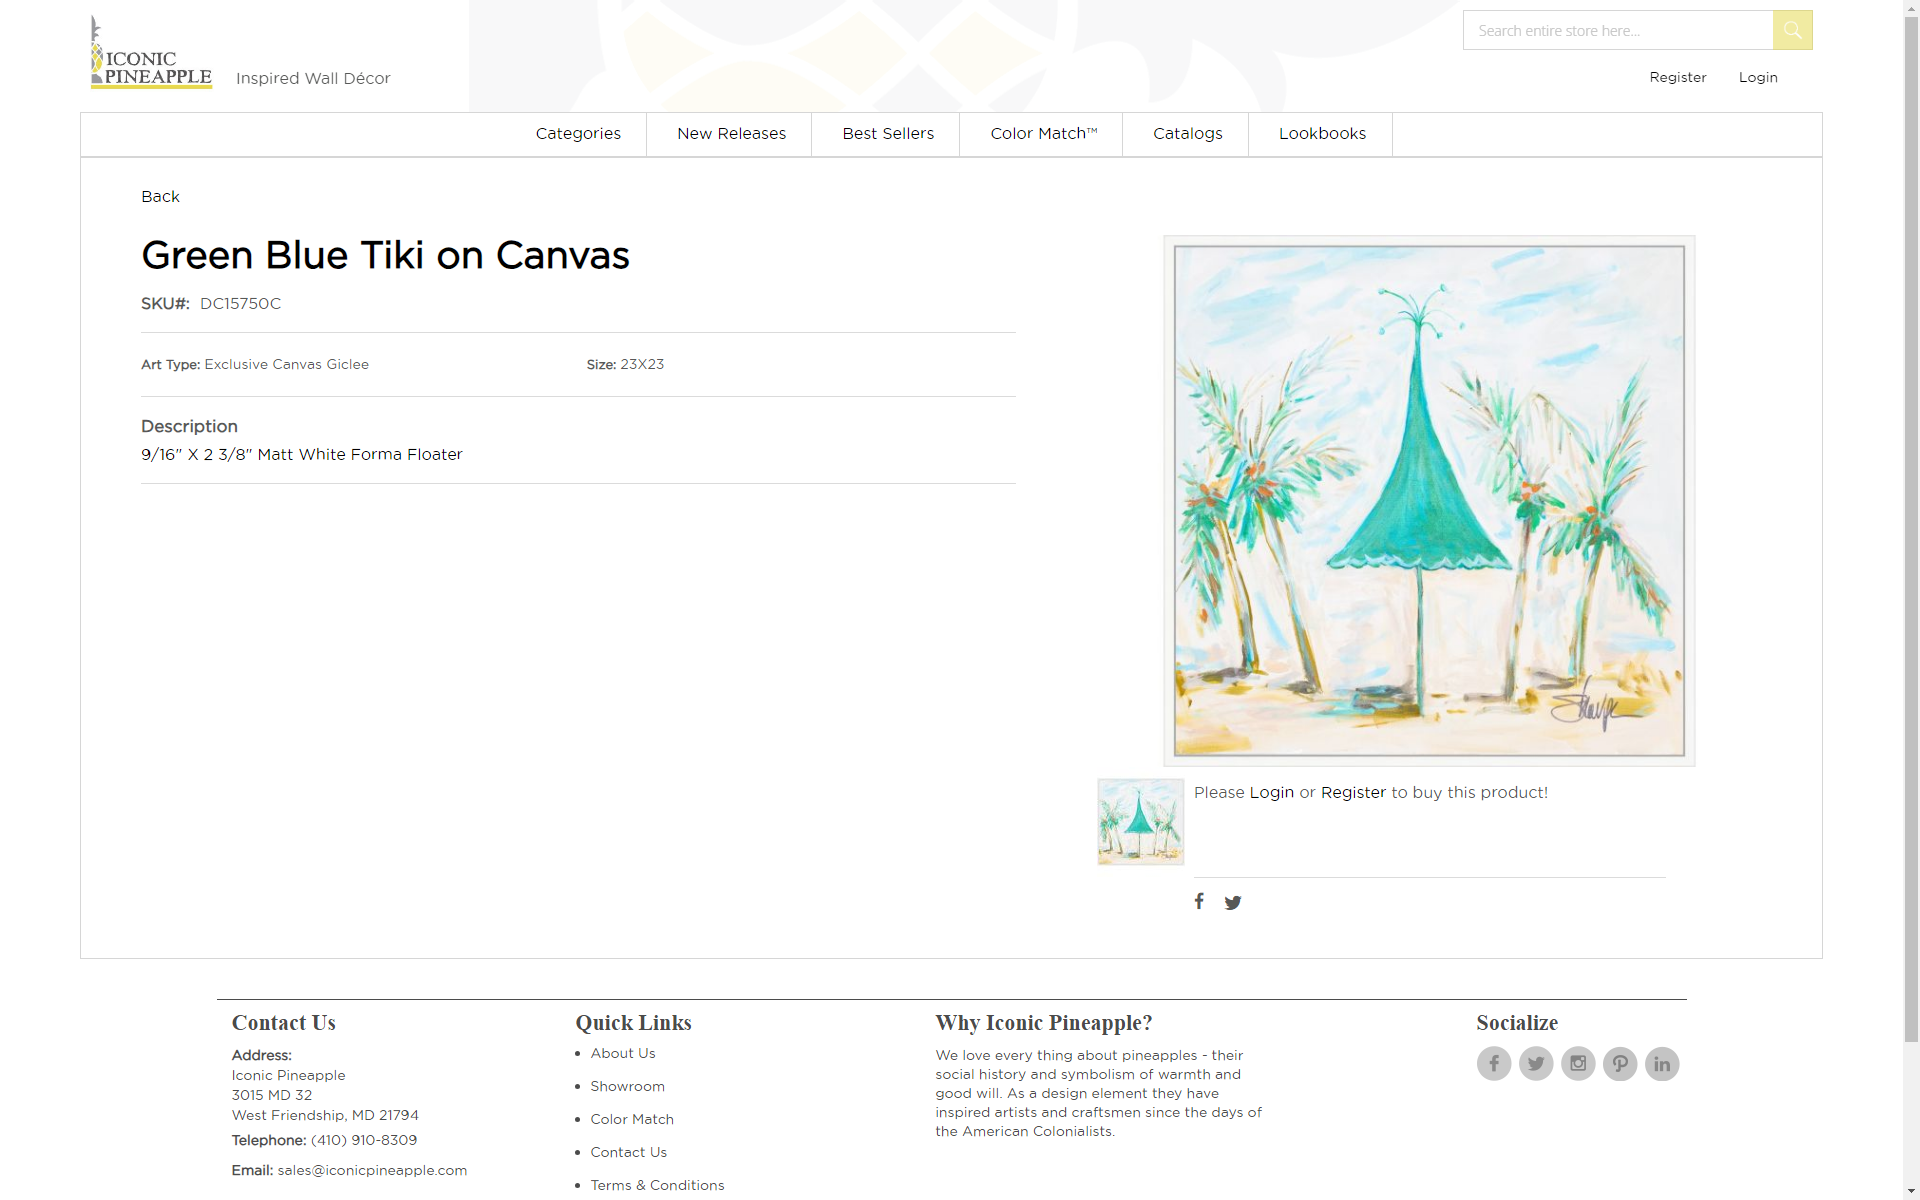 ICONIC
PINEAPPLE
Inspired Wall Décor
Search entire store here...
Register Login
Categories New Releases Best Sellers Color Match™ Catalogs Lookbooks
Back
Green Blue Tiki on Canvas
SKU#: DC15750C
Art Type: Exclusive Canvas Giclee Size: 23X23
Description
9/16" X 2 3/8" Matt White Forma Floater
Please Login or Register to buy this product!
Contact Us
Address:
Iconic Pineapple
3015 MD 32
West Friendship, MD 21794
Telephone: (410) 910-8309
Email: sales@iconicpineapple.com
Quick Links
About Us
Showroom
Color Match
Contact Us
Terms & Conditions
Why Iconic Pineapple?
We love every thing about pineapples - their
social history and symbolism of warmth and
good will. As a design element they have
inspired artists and craftsmen since the days of
the American Colonialists.
Socialize